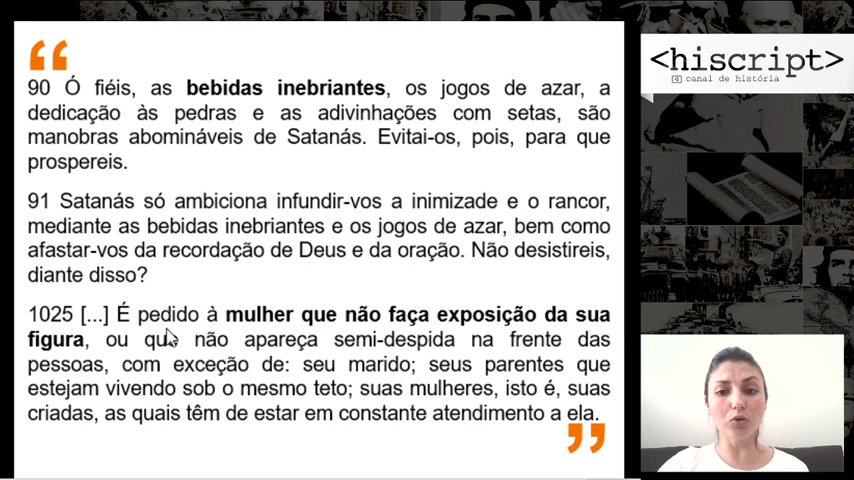 90 Ó fiéis, as bebidas inebriantes, os jogos de azar, a
dedicação às pedras e as adivinhações com setas, são
manobras abomináveis de Satanás. Evitai-os, pois, para que
prospereis.
91 Satanás só ambiciona infundir-vos a inimizade e o rancor,
mediante as bebidas inebriantes e os jogos de azar, bem como
afastar-vos da recordação de Deus e da oração. Não desistireis,
diante disso?
1025 [...] É pedido à mulher que não faça exposição da sua
figura, ou que não apareça semi-despida na frente das
pessoas, com exceção de: seu marido; seus parentes que
estejam vivendo sob o mesmo teto; suas mulheres, isto é, suas
criadas, as quais têm de estar em constante atendimento a ela.
<hiscript>
canal de história